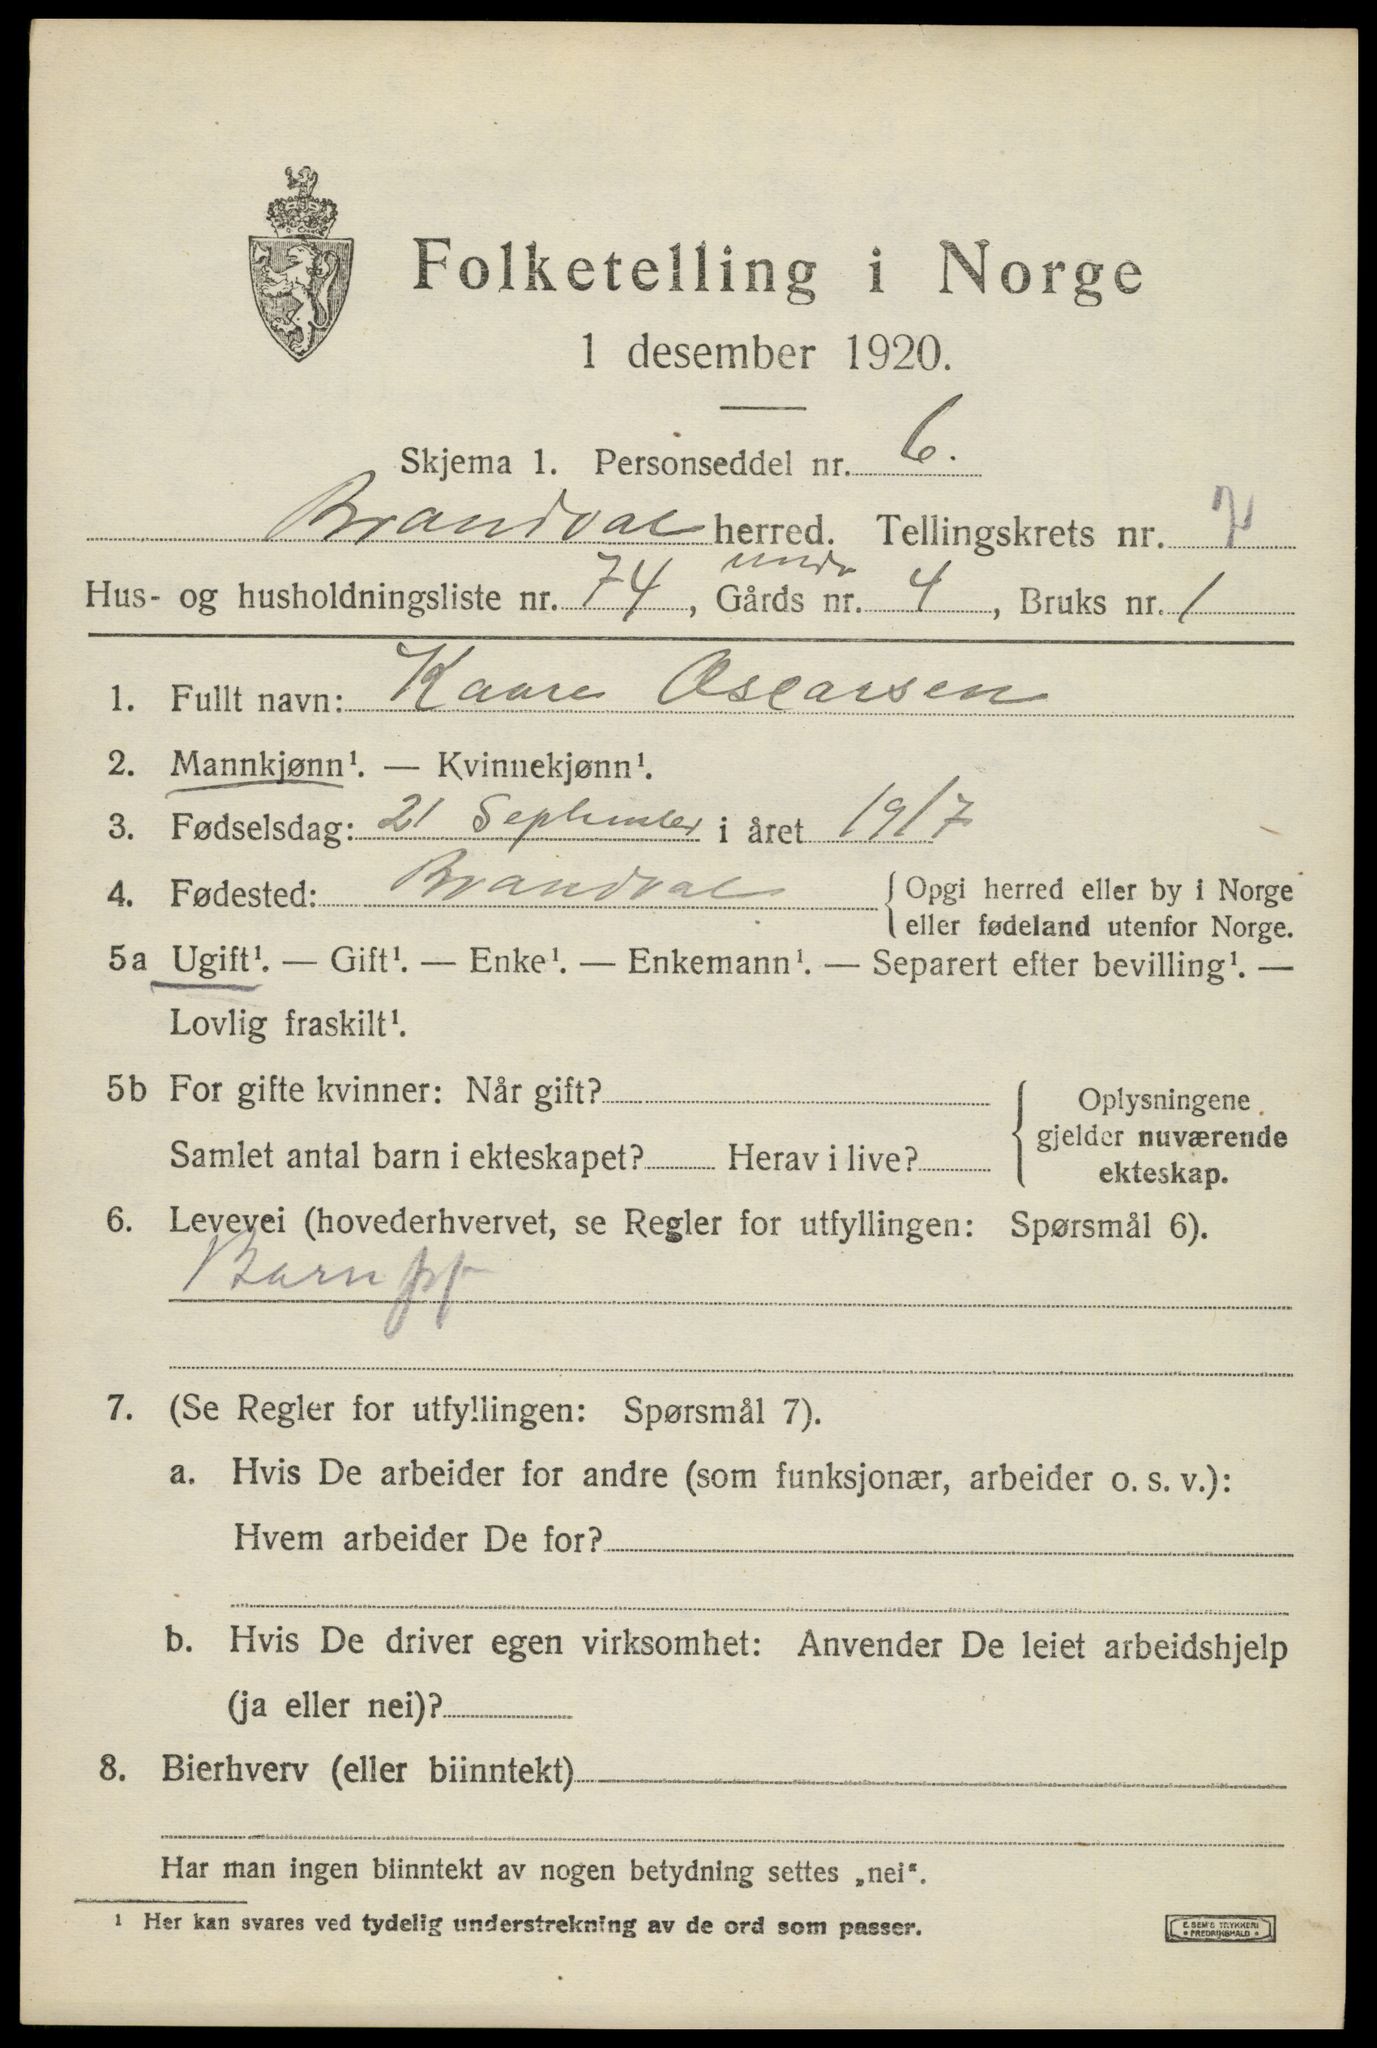 Folketelling i Norge
1 desember 1920.
Skjema 1. Personseddel nr. 6.
Brandval herred. Tellingskrets nr. 7
under
Hus- og husholdningsliste nr. 74, Gårds nr. 4, Bruks nr. 1
1. Fullt navn: Kaare Oscarsen
2. Mannkjønn¹. — Kvinnekjønn¹.
3. Fødselsdag: 21 September i året 1917
4. Fødested: Brandval { Opgi herred eller by i Norge
eller fødeland utenfor Norge.
5a Ugift¹. — Gift¹. — Enke¹. — Enkemann¹. — Separert efter bevilling¹. —
Lovlig fraskilt¹.
5b For gifte kvinner: Når gift?
Samlet antal barn i ekteskapet? Herav i live?
{ Oplysningene
gjelder nuværende
ekteskap.
6. Levevei (hovederhvervet, se Regler for utfyllingen: Spørsmål 6).
Barn
7. (Se Regler for utfyllingen: Spørsmål 7).
a. Hvis De arbeider for andre (som funksjonær, arbeider o. s. v.):
Hvem arbeider De for?
b. Hvis De driver egen virksomhet: Anvender De leiet arbeidshjelp
(ja eller nei)?
8. Bierhverv (eller biinntekt)
Har man ingen biinntekt av nogen betydning settes „nei“.
¹ Her kan svares ved tydelig understrekning av de ord som passer.
E. SEM'S TRYKKERI
FREDRIKSHALD